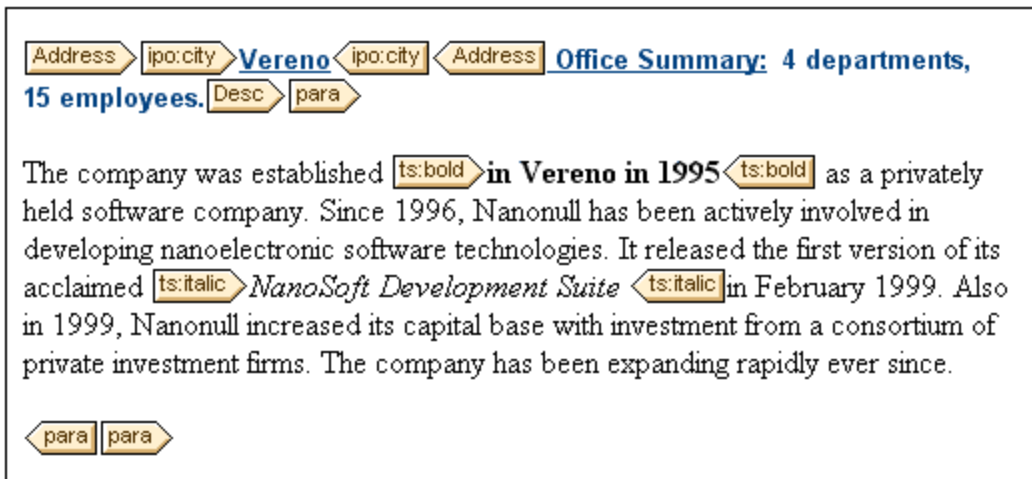 Address ipo:city Vereno ipo:city Address Office Summary: 4 departments,
15 employees. Desc para
The company was established ts:bold in Vereno in 1995 ts:bold as a privately
held software company. Since 1996, Nanonull has been actively involved in
developing nanoelectronic software technologies. It released the first version of its
acclaimed ts:italic NanoSoft Development Suite ts:italic in February 1999. Also
in 1999, Nanonull increased its capital base with investment from a consortium of
private investment firms. The company has been expanding rapidly ever since.
para para